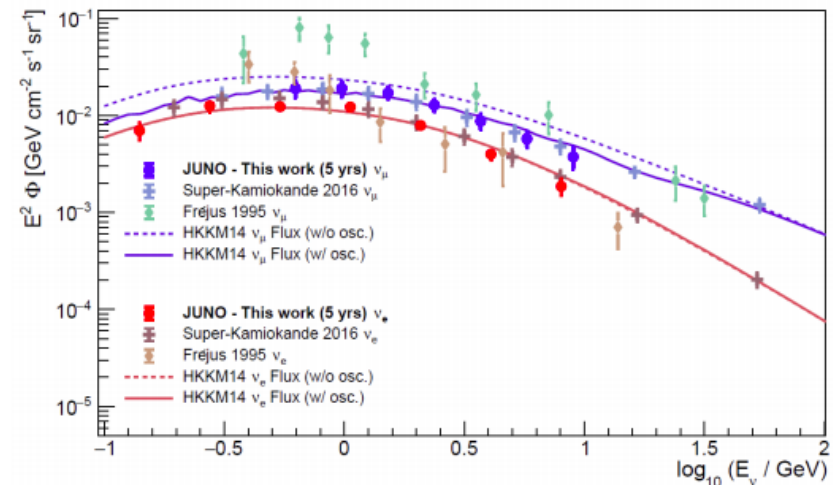 10⁻¹
10⁻²
10⁻³
10⁻⁴
10⁻⁵
E² Φ [GeV cm⁻² s⁻¹ sr⁻¹]
JUNO - This work (5 yrs) νμ
Super-Kamiokande 2016 νμ
Frejus 1995 νμ
HKKM14 νμ Flux (w/o osc.)
HKKM14 νμ Flux (w/ osc.)
JUNO - This work (5 yrs) νe
Super-Kamiokande 2016 νe
Frejus 1995 νe
HKKM14 νe Flux (w/o osc.)
HKKM14 νe Flux (w/ osc.)
−1 −0.5 0 0.5 1 1.5 2
log₁₀ (Eν / GeV)